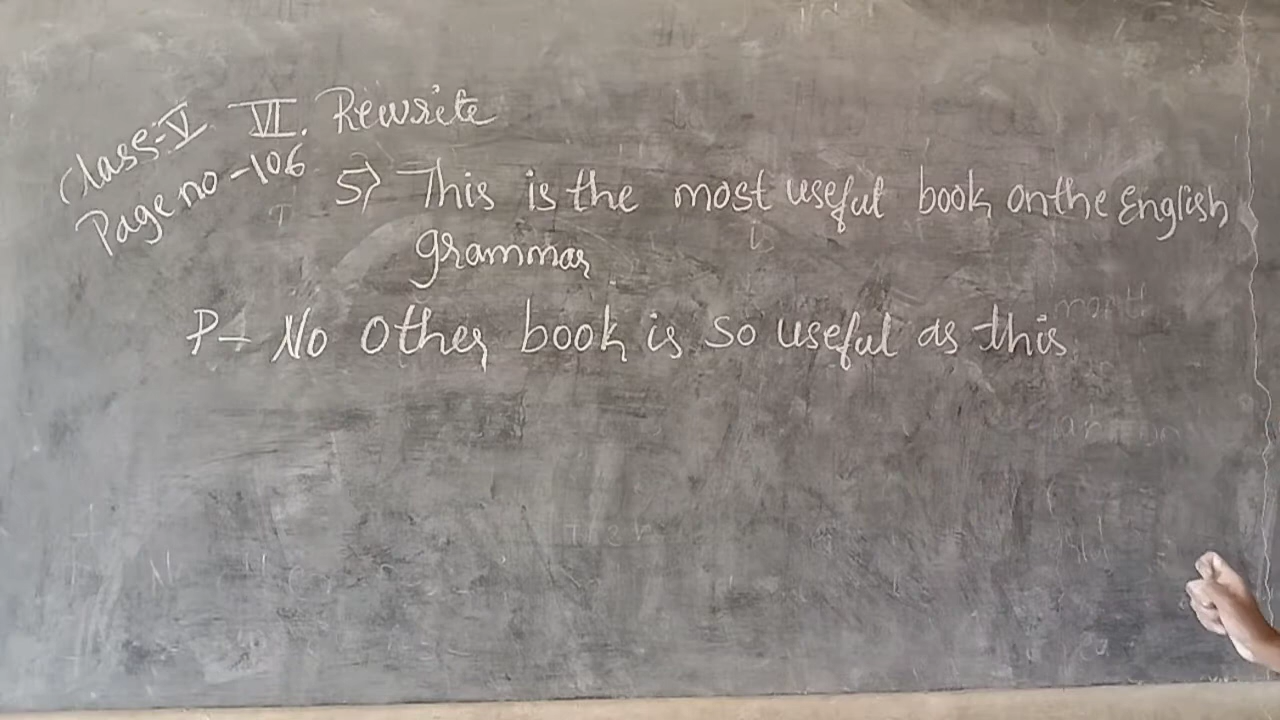 Class:-V VI. Rewrite
Page no -106
5) This is the most useful book on the English
grammar
P- No other book is so useful as this